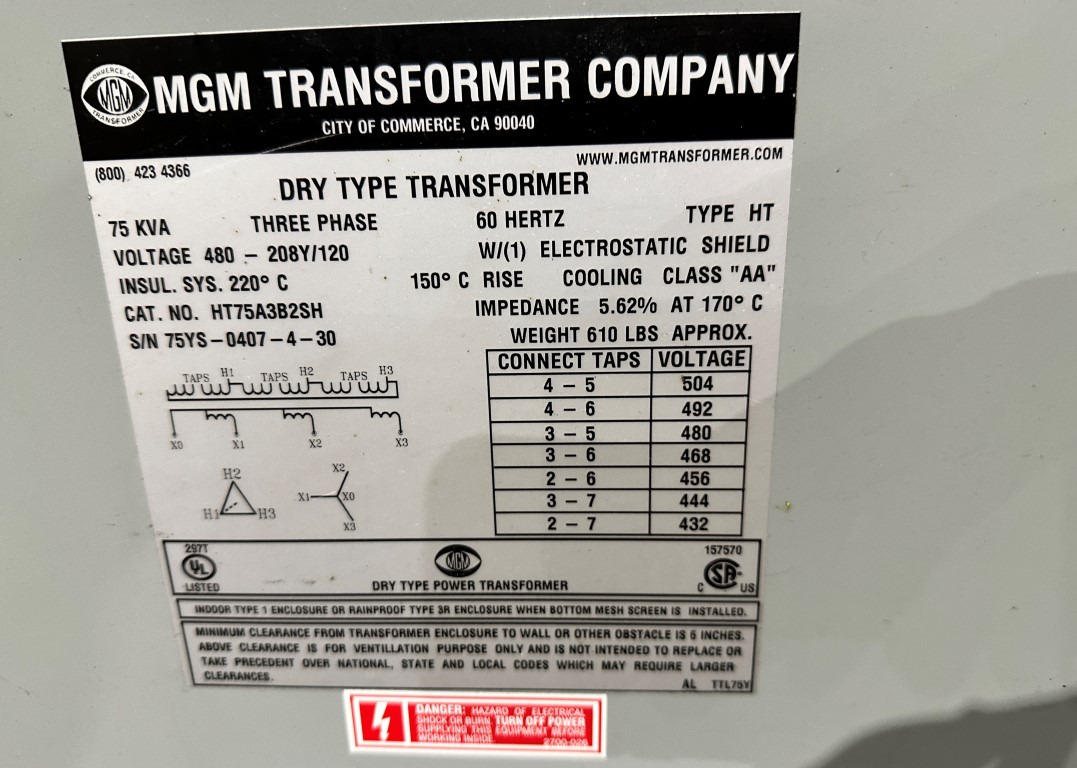 COMMERCE, CA
MGM
TRANSFORMER
MGM TRANSFORMER COMPANY
CITY OF COMMERCE, CA 90040
(800) 423 4366
WWW.MGMTRANSFORMER.COM
DRY TYPE TRANSFORMER
75 KVA THREE PHASE 60 HERTZ TYPE HT
VOLTAGE 480 – 208Y/120 W/(1) ELECTROSTATIC SHIELD
INSUL. SYS. 220° C 150° C RISE COOLING CLASS "AA"
CAT. NO. HT75A3B2SH IMPEDANCE 5.62% AT 170° C
S/N 75YS-0407-4-30 WEIGHT 610 LBS APPROX.
CONNECT TAPS VOLTAGE
4 – 5 504
4 – 6 492
3 – 5 480
3 – 6 468
2 – 6 456
3 – 7 444
2 – 7 432
TAPS H1 TAPS H2 TAPS H3
X0 X1 X2 X3
H2
H1 H3
X2
X1 X0
X3
297T
UL
LISTED
MGM
DRY TYPE POWER TRANSFORMER
157570
C SA US
INDOOR TYPE 1 ENCLOSURE OR RAINPROOF TYPE 3R ENCLOSURE WHEN BOTTOM MESH SCREEN IS INSTALLED.
MINIMUM CLEARANCE FROM TRANSFORMER ENCLOSURE TO WALL OR OTHER OBSTACLE IS 6 INCHES.
ABOVE CLEARANCE IS FOR VENTILLATION PURPOSE ONLY AND IS NOT INTENDED TO REPLACE OR
TAKE PRECEDENT OVER NATIONAL, STATE AND LOCAL CODES WHICH MAY REQUIRE LARGER
CLEARANCES.
AL TTL75Y
DANGER: HAZARD OF ELECTRICAL
SHOCK OR BURN. TURN OFF POWER
SUPPLYING THIS EQUIPMENT BEFORE
WORKING INSIDE. 2700-026